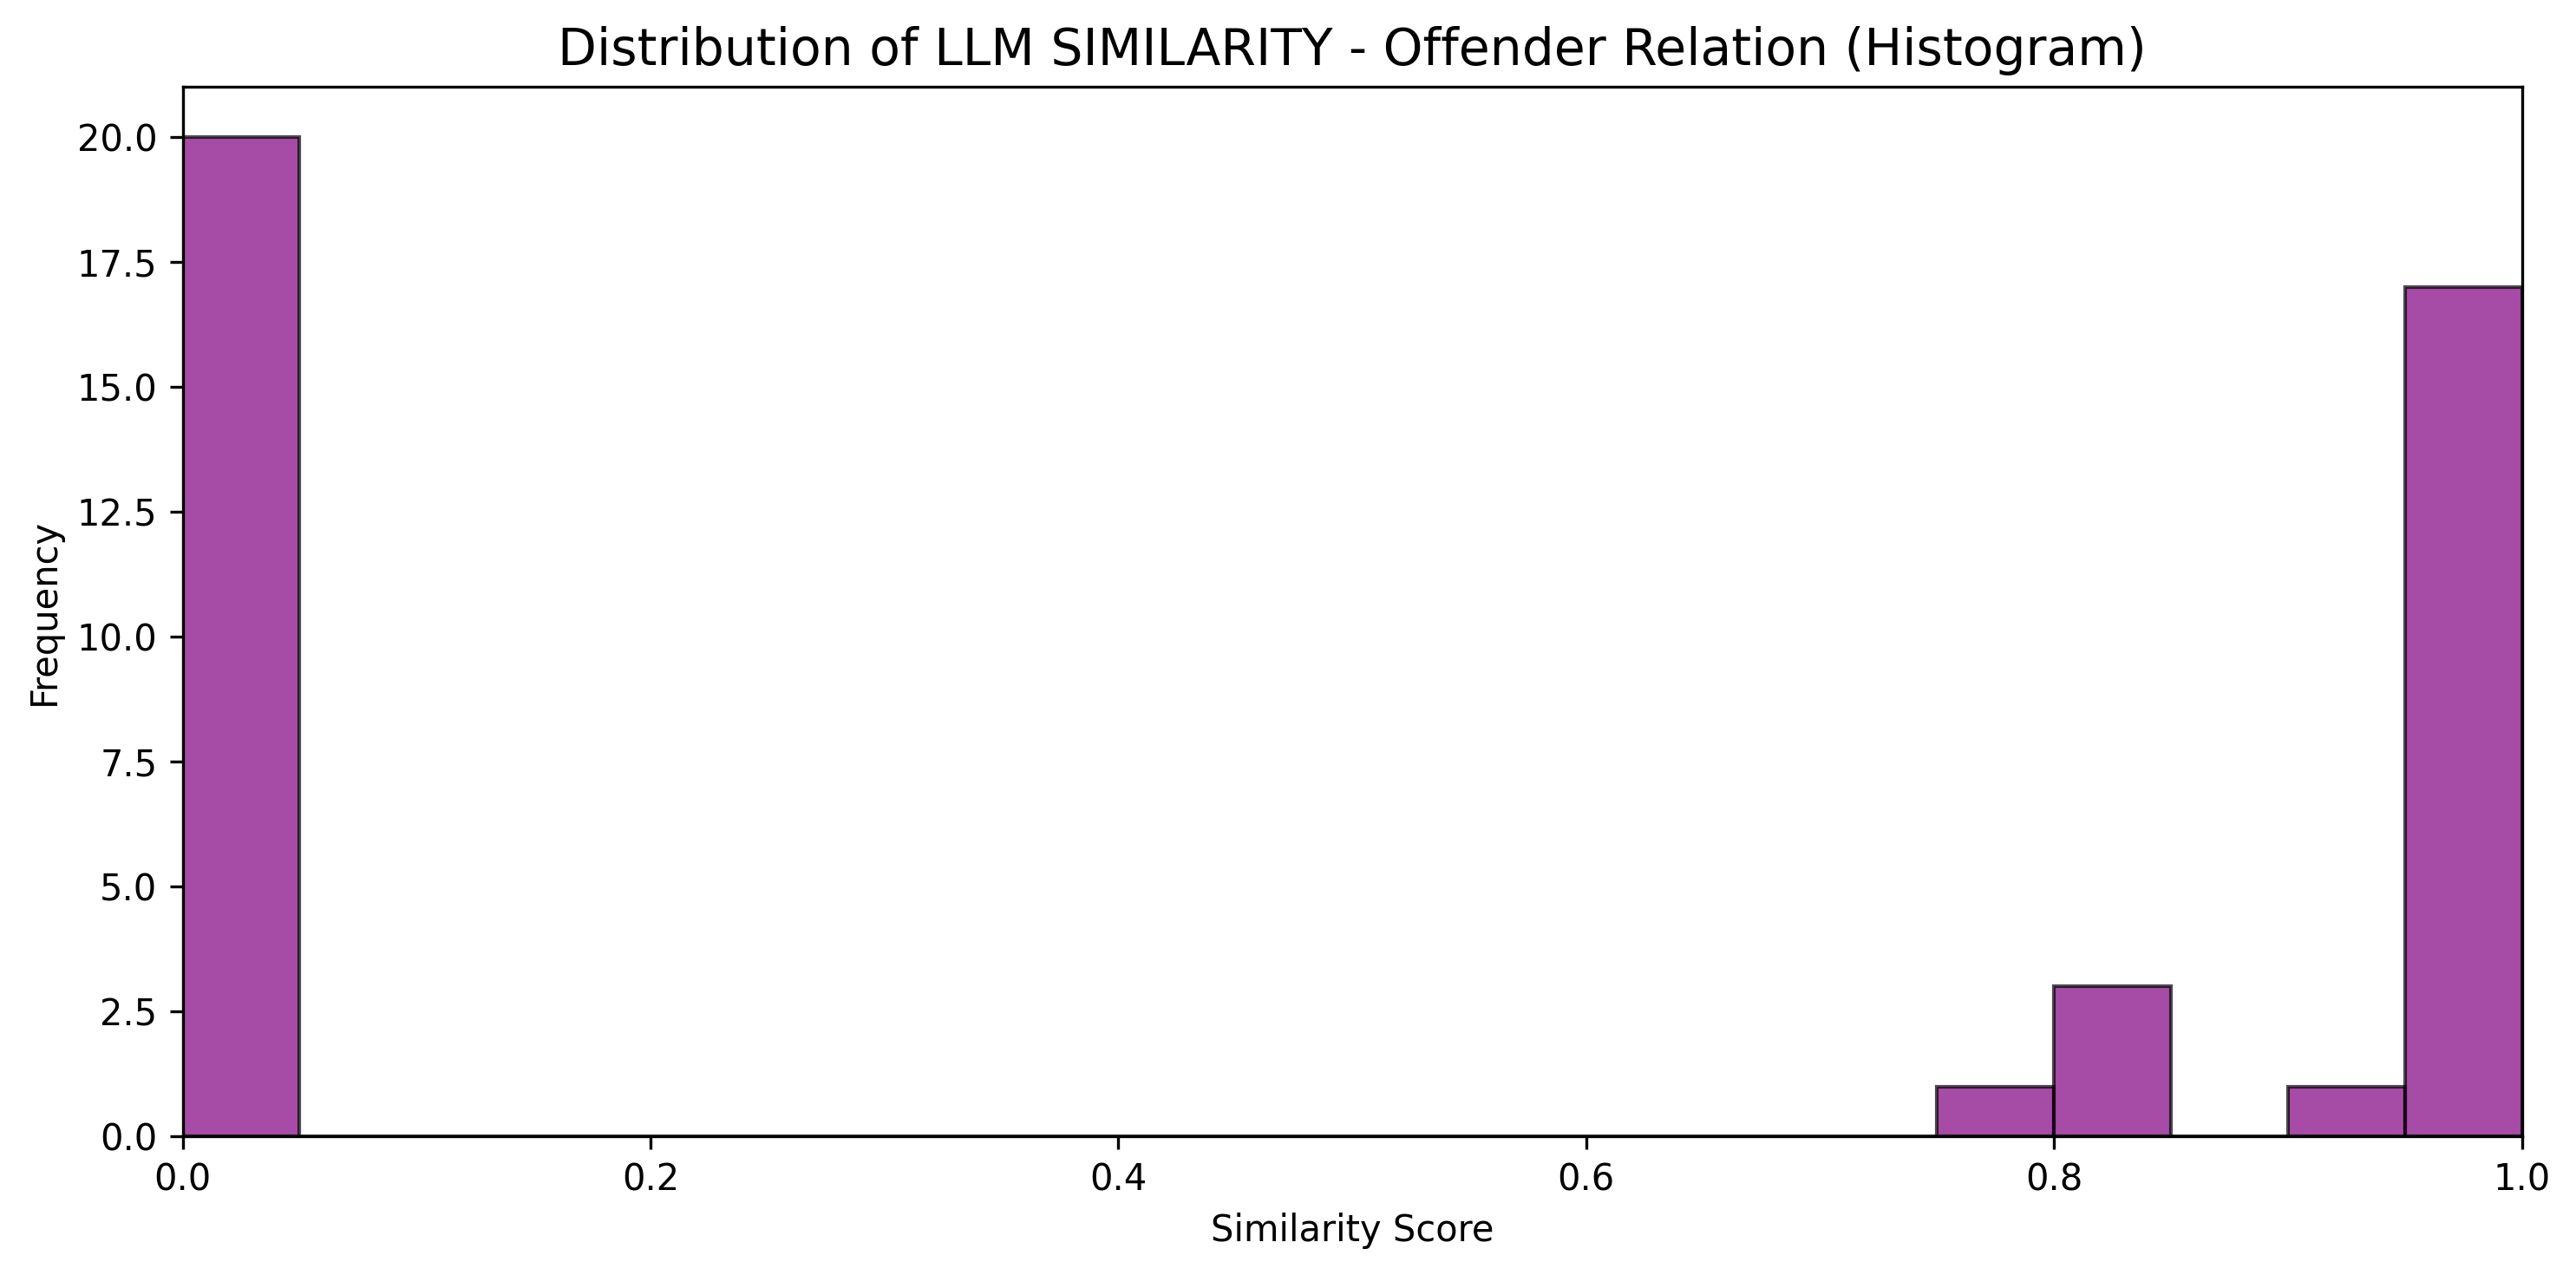 Distribution of LLM SIMILARITY - Offender Relation (Histogram)
20.0
17.5
15.0
12.5
10.0
7.5
5.0
2.5
0.0
Frequency
0.0 0.2 0.4 0.6 0.8 1.0
Similarity Score